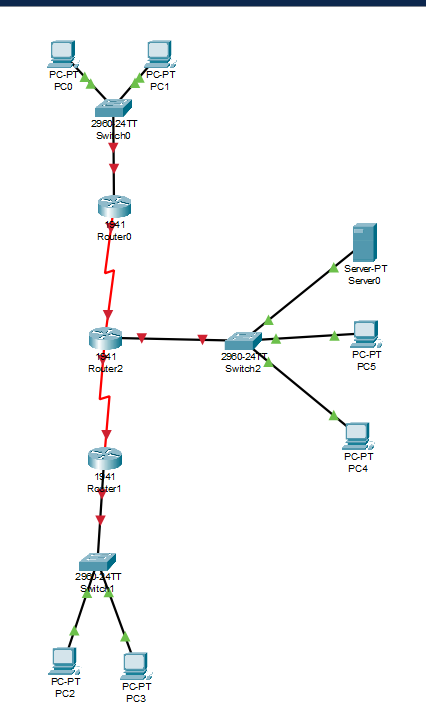 PC-PT
PC0
PC-PT
PC1
2960-24TT
Switch0
1941
Router0
Server-PT
Server0
1941
Router2
2960-24TT
Switch2
PC-PT
PC5
PC-PT
PC4
1941
Router1
2960-24TT
Switch1
PC-PT
PC2
PC-PT
PC3